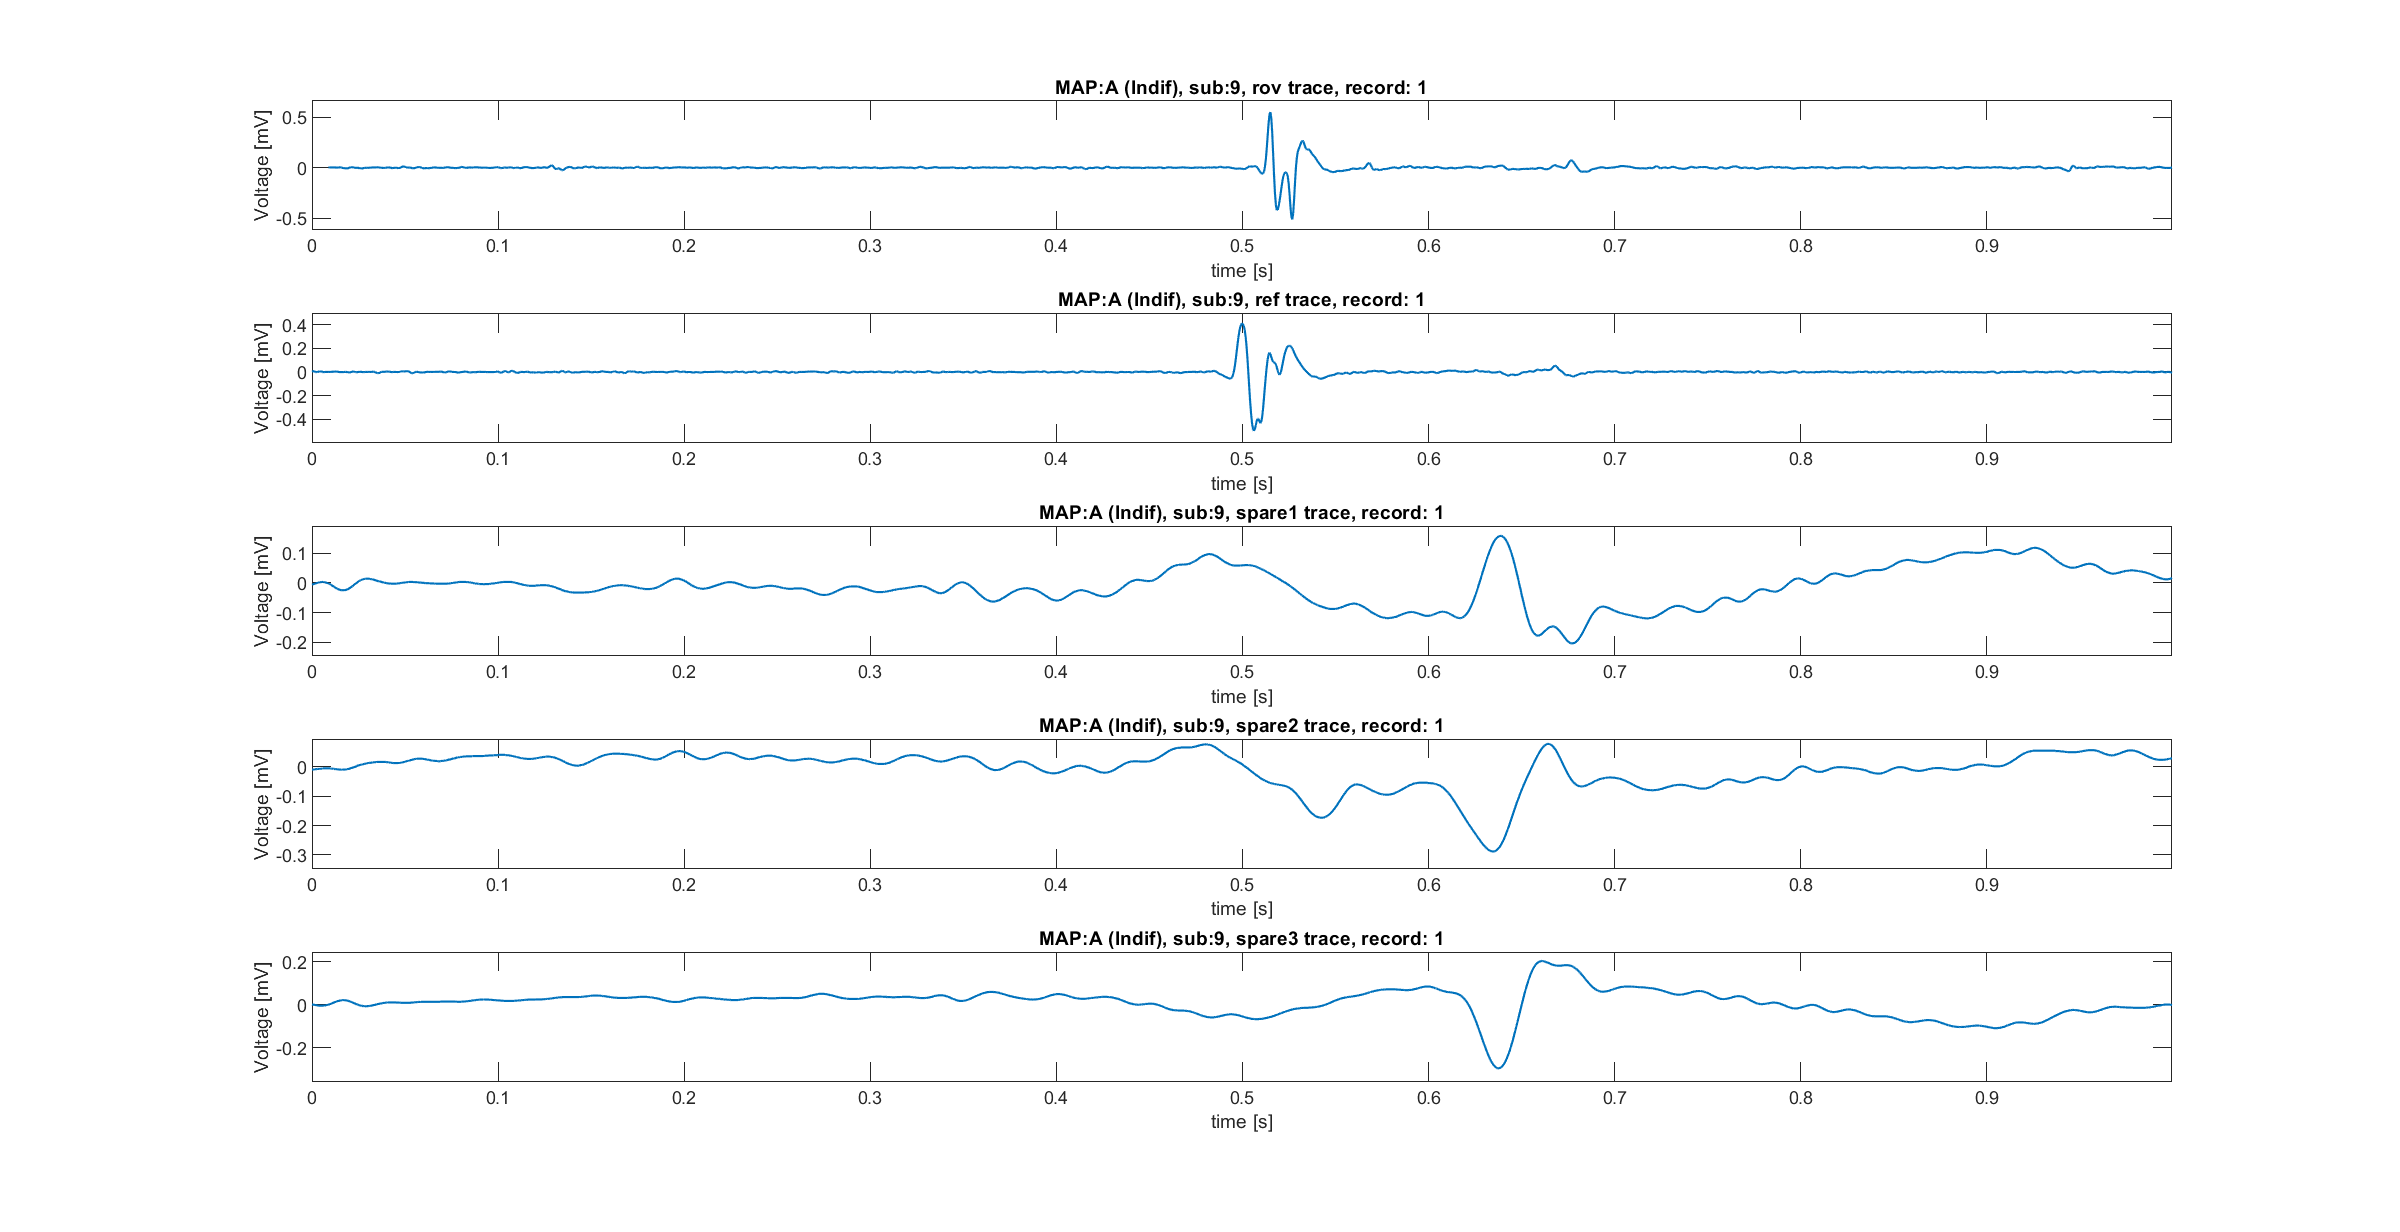 MAP:A (Indif), sub:9, rov trace, record: 1
Voltage [mV]
0.5
0
-0.5
0 0.1 0.2 0.3 0.4 0.5 0.6 0.7 0.8 0.9
time [s]
MAP:A (Indif), sub:9, ref trace, record: 1
Voltage [mV]
0.4
0.2
0
-0.2
-0.4
0 0.1 0.2 0.3 0.4 0.5 0.6 0.7 0.8 0.9
time [s]
MAP:A (Indif), sub:9, spare1 trace, record: 1
Voltage [mV]
0.1
0
-0.1
-0.2
0 0.1 0.2 0.3 0.4 0.5 0.6 0.7 0.8 0.9
time [s]
MAP:A (Indif), sub:9, spare2 trace, record: 1
Voltage [mV]
0
-0.1
-0.2
-0.3
0 0.1 0.2 0.3 0.4 0.5 0.6 0.7 0.8 0.9
time [s]
MAP:A (Indif), sub:9, spare3 trace, record: 1
Voltage [mV]
0.2
0
-0.2
0 0.1 0.2 0.3 0.4 0.5 0.6 0.7 0.8 0.9
time [s]